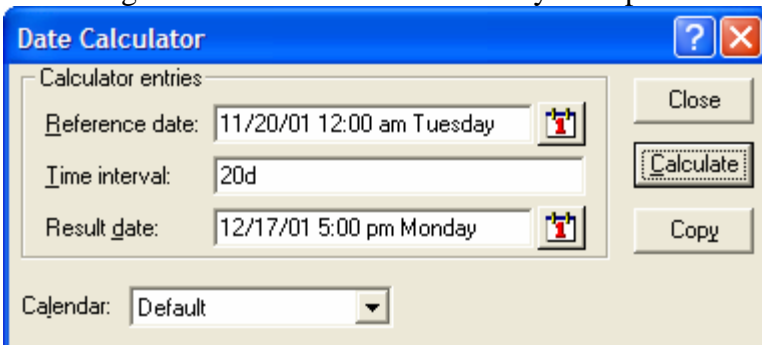 Date Calculator
Calculator entries
Reference date: 11/20/01 12:00 am Tuesday
Time interval: 20d
Result date: 12/17/01 5:00 pm Monday
Close
Calculate
Copy
Calendar: Default